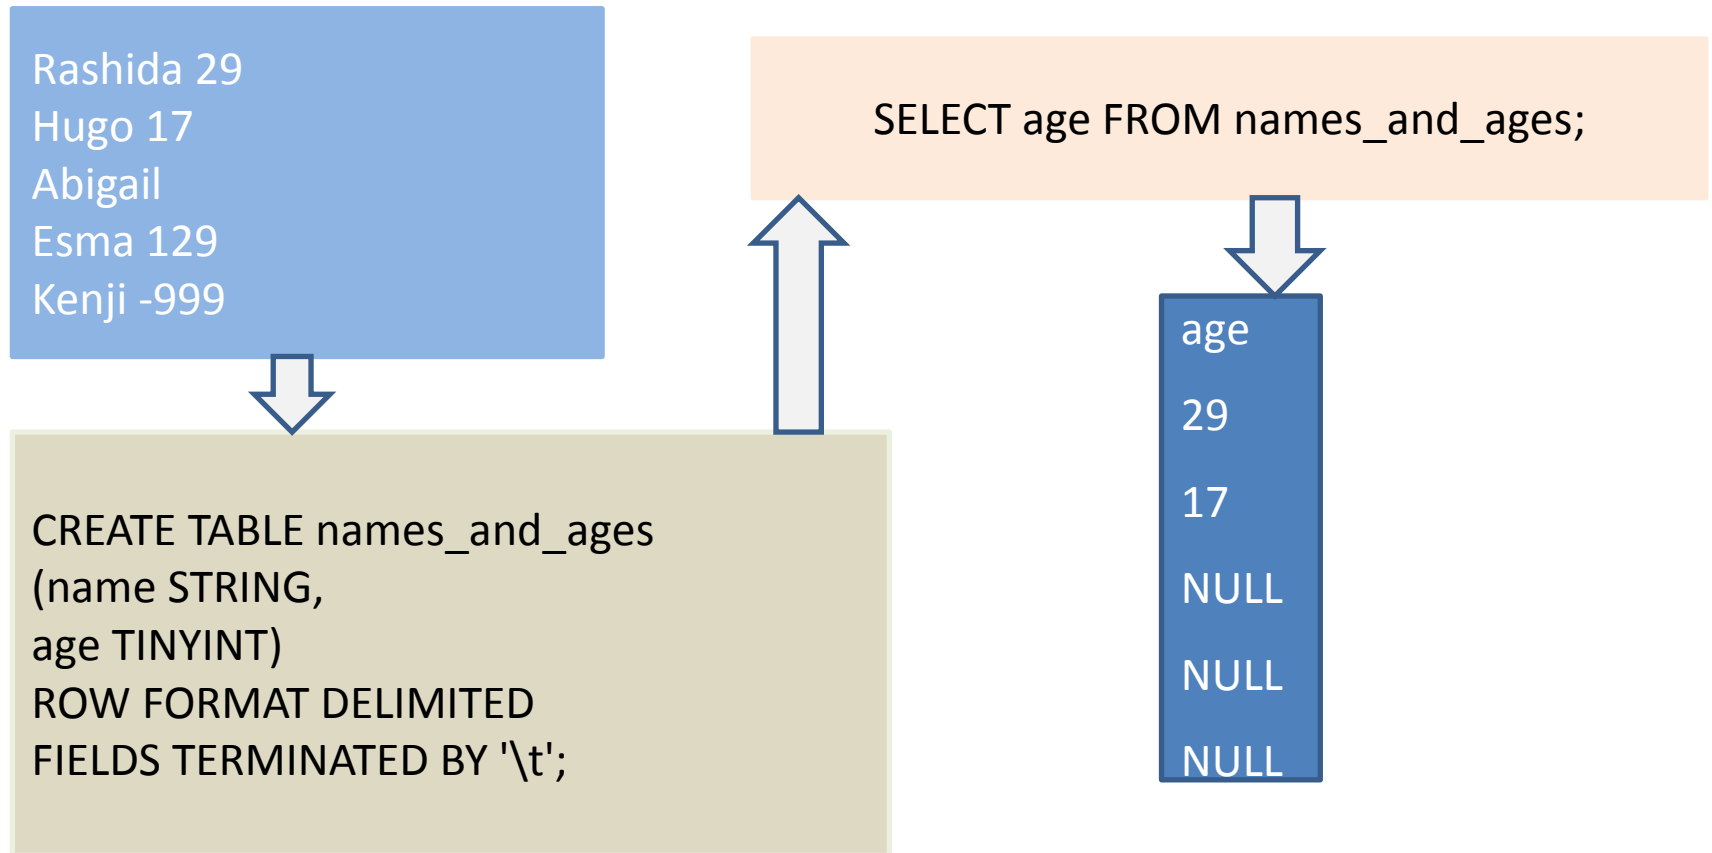 Rashida 29
Hugo 17
Abigail
Esma 129
Kenji -999
CREATE TABLE names_and_ages
(name STRING,
age TINYINT)
ROW FORMAT DELIMITED
FIELDS TERMINATED BY '\t';
SELECT age FROM names_and_ages;
age
29
17
NULL
NULL
NULL